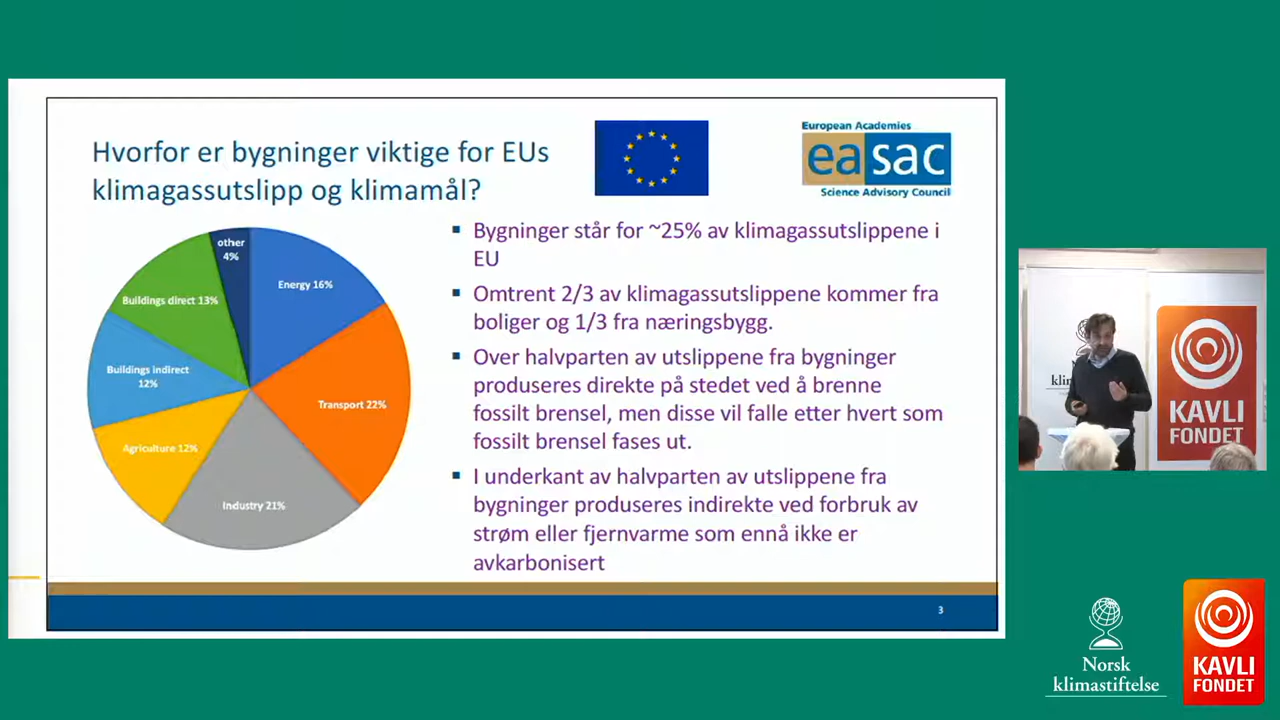 Hvorfor er bygninger viktige for EUs
klimagassutslipp og klimamål?
European Academies
easac
Science Advisory Council
other
4%
Energy 16%
Buildings direct 13%
Buildings indirect
12%
Transport 22%
Agriculture 12%
Industry 21%
▪ Bygninger står for ~25% av klimagassutslippene i
EU
▪ Omtrent 2/3 av klimagassutslippene kommer fra
boliger og 1/3 fra næringsbygg.
▪ Over halvparten av utslippene fra bygninger
produseres direkte på stedet ved å brenne
fossilt brensel, men disse vil falle etter hvert som
fossilt brensel fases ut.
▪ I underkant av halvparten av utslippene fra
bygninger produseres indirekte ved forbruk av
strøm eller fjernvarme som ennå ikke er
avkarbonisert
3
KAVLI
FONDET
Norsk
klimastiftelse
KAVLI
FONDET